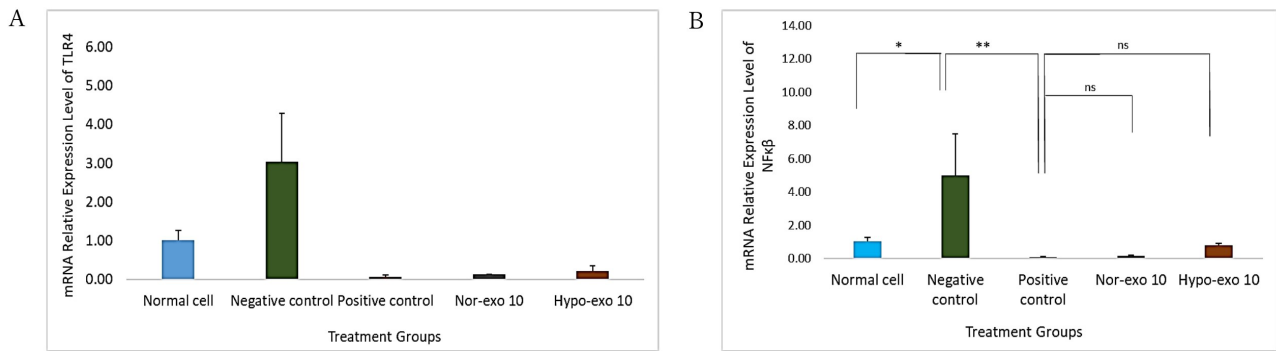 A
mRNA Relative Expression Level of TLR4
6.00
5.00
4.00
3.00
2.00
1.00
0.00
Normal cell
Negative control
Positive control
Nor-exo 10
Hypo-exo 10
Treatment Groups
B
mRNA Relative Expression Level of
NFκβ
14.00
12.00
10.00
8.00
6.00
4.00
2.00
0.00
*
**
ns
ns
Normal cell
Negative
control
Positive
control
Nor-exo 10
Hypo-exo 10
Treatment Groups